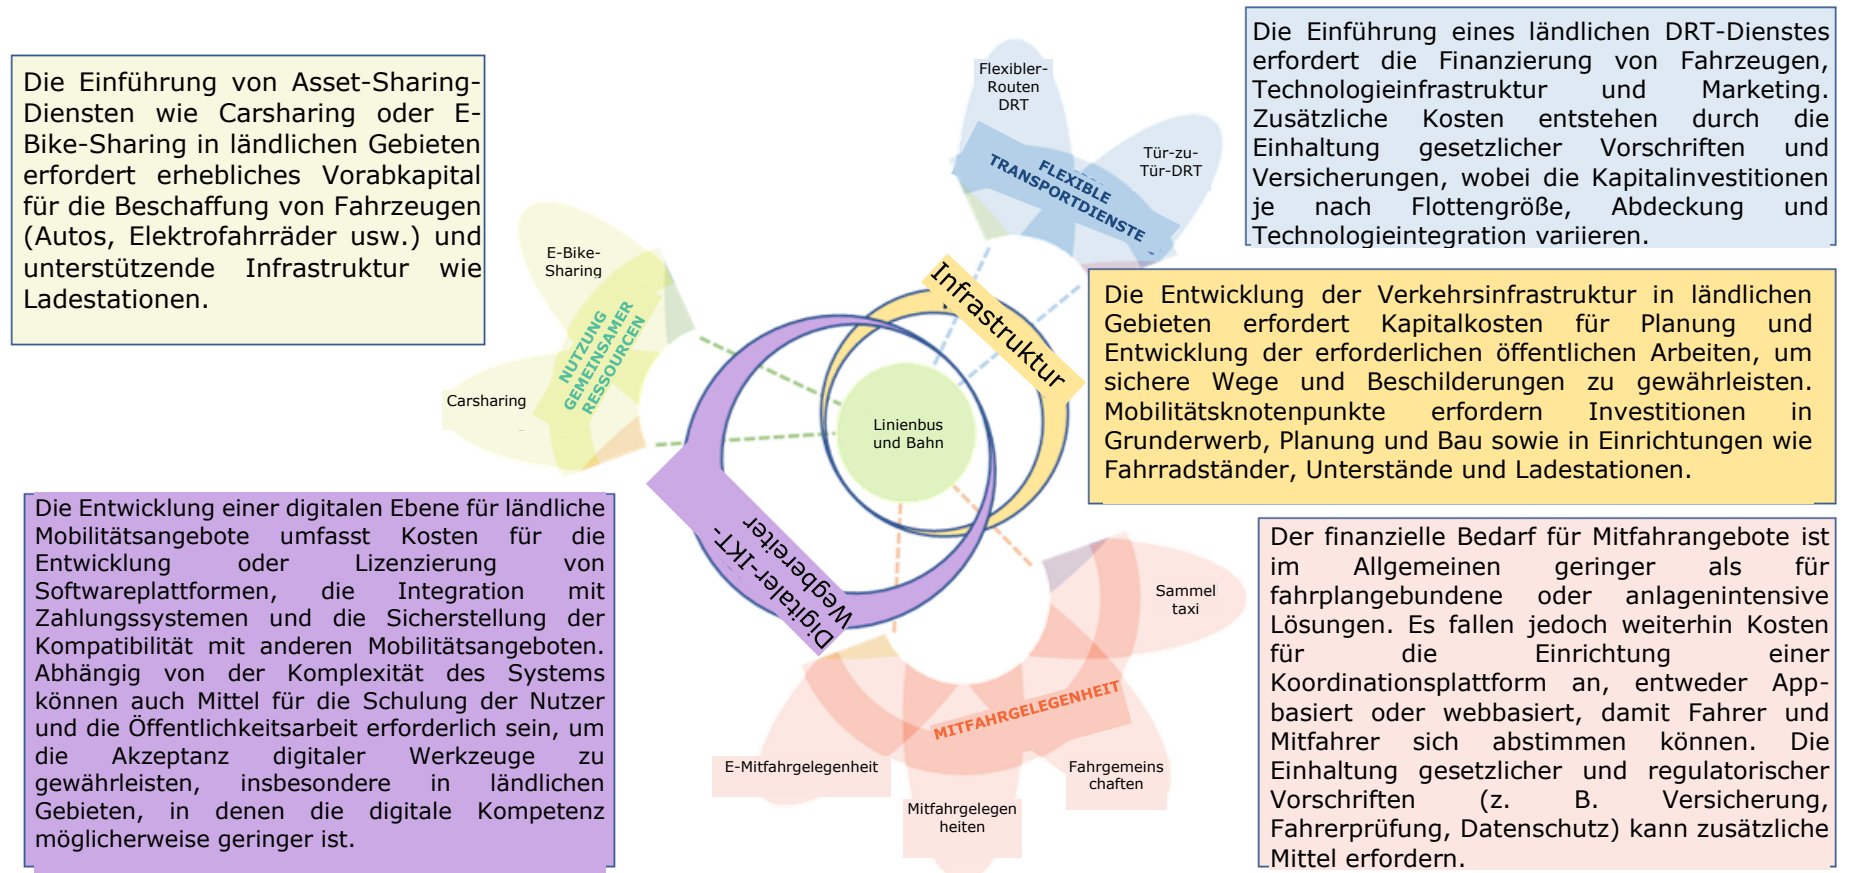 Die Einführung von Asset-Sharing-
Diensten wie Carsharing oder E-
Bike-Sharing in ländlichen Gebieten
erfordert erhebliches Vorabkapital
für die Beschaffung von Fahrzeugen
(Autos, Elektrofahrräder usw.) und
unterstützende Infrastruktur wie
Ladestationen.
Flexibler-
Routen
DRT
Tür-zu-
Tür-DRT
FLEXIBLE
TRANSPORTDIENSTE
Die Einführung eines ländlichen DRT-Dienstes
erfordert die Finanzierung von Fahrzeugen,
Technologieinfrastruktur und Marketing.
Zusätzliche Kosten entstehen durch die
Einhaltung gesetzlicher Vorschriften und
Versicherungen, wobei die Kapitalinvestitionen
je nach Flottengröße, Abdeckung und
Technologieintegration variieren.
E-Bike-
Sharing
NUTZUNG
GEMEINSAMER
RESSOURCEN
Carsharing
Infrastruktur
Linienbus
und Bahn
Die Entwicklung der Verkehrsinfrastruktur in ländlichen
Gebieten erfordert Kapitalkosten für Planung und
Entwicklung der erforderlichen öffentlichen Arbeiten, um
sichere Wege und Beschilderungen zu gewährleisten.
Mobilitätsknotenpunkte erfordern Investitionen in
Grunderwerb, Planung und Bau sowie in Einrichtungen wie
Fahrradständer, Unterstände und Ladestationen.
Die Entwicklung einer digitalen Ebene für ländliche
Mobilitätsangebote umfasst Kosten für die
Entwicklung oder Lizenzierung von
Softwareplattformen, die Integration mit
Zahlungssystemen und die Sicherstellung der
Kompatibilität mit anderen Mobilitätsangeboten.
Abhängig von der Komplexität des Systems
können auch Mittel für die Schulung der Nutzer
und die Öffentlichkeitsarbeit erforderlich sein, um
die Akzeptanz digitaler Werkzeuge zu
gewährleisten, insbesondere in ländlichen
Gebieten, in denen die digitale Kompetenz
möglicherweise geringer ist.
Digitaler-IKT-
Wegbereiter
Sammel
taxi
MITFAHRGELEGENHEIT
E-Mitfahrgelegenheit
Mitfahrgelegen
heiten
Fahrgemeins
chaften
Der finanzielle Bedarf für Mitfahrangebote ist
im Allgemeinen geringer als für
fahrplangebundene oder anlagenintensive
Lösungen. Es fallen jedoch weiterhin Kosten
für die Einrichtung einer
Koordinationsplattform an, entweder App-
basiert oder webbasiert, damit Fahrer und
Mitfahrer sich abstimmen können. Die
Einhaltung gesetzlicher und regulatorischer
Vorschriften (z. B. Versicherung,
Fahrerprüfung, Datenschutz) kann zusätzliche
Mittel erfordern.